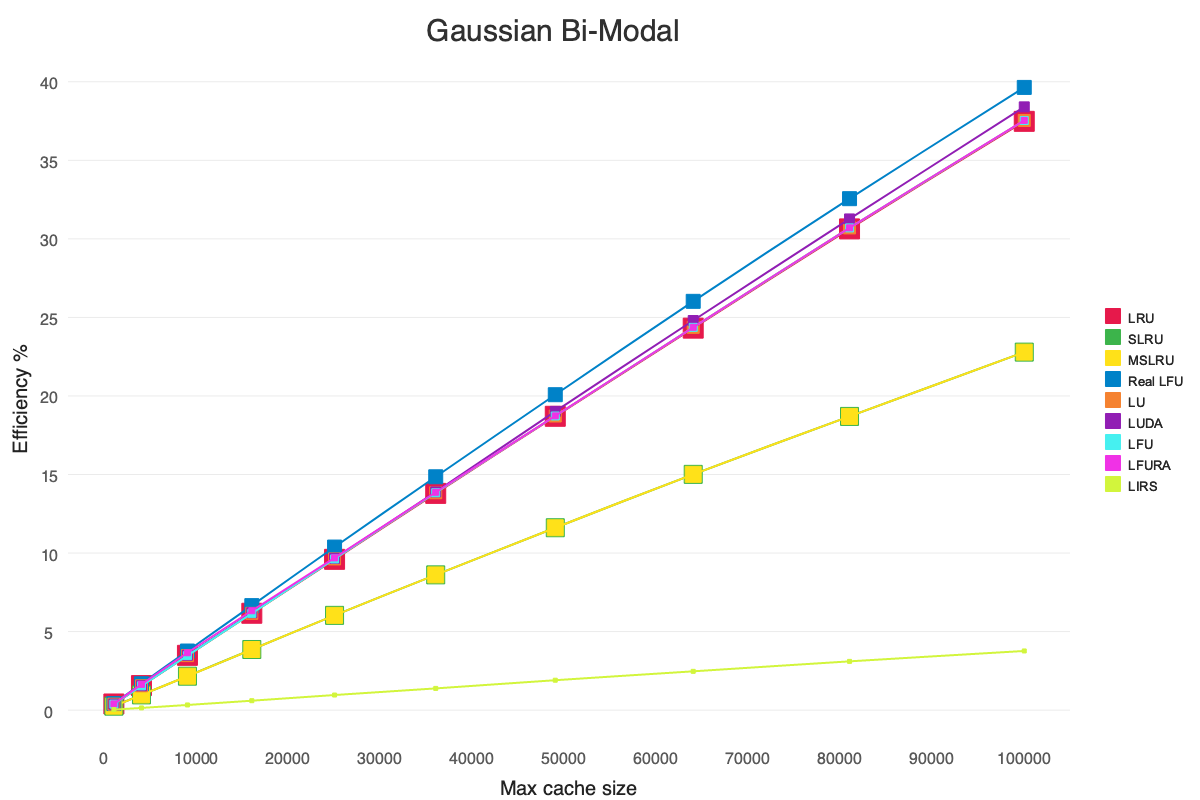 Gaussian Bi-Modal
40
35
30
25
20
15
10
5
0
Efficiency %
0 10000 20000 30000 40000 50000 60000 70000 80000 90000 100000
Max cache size
LRU
SLRU
MSLRU
Real LFU
LU
LUDA
LFU
LFURA
LIRS